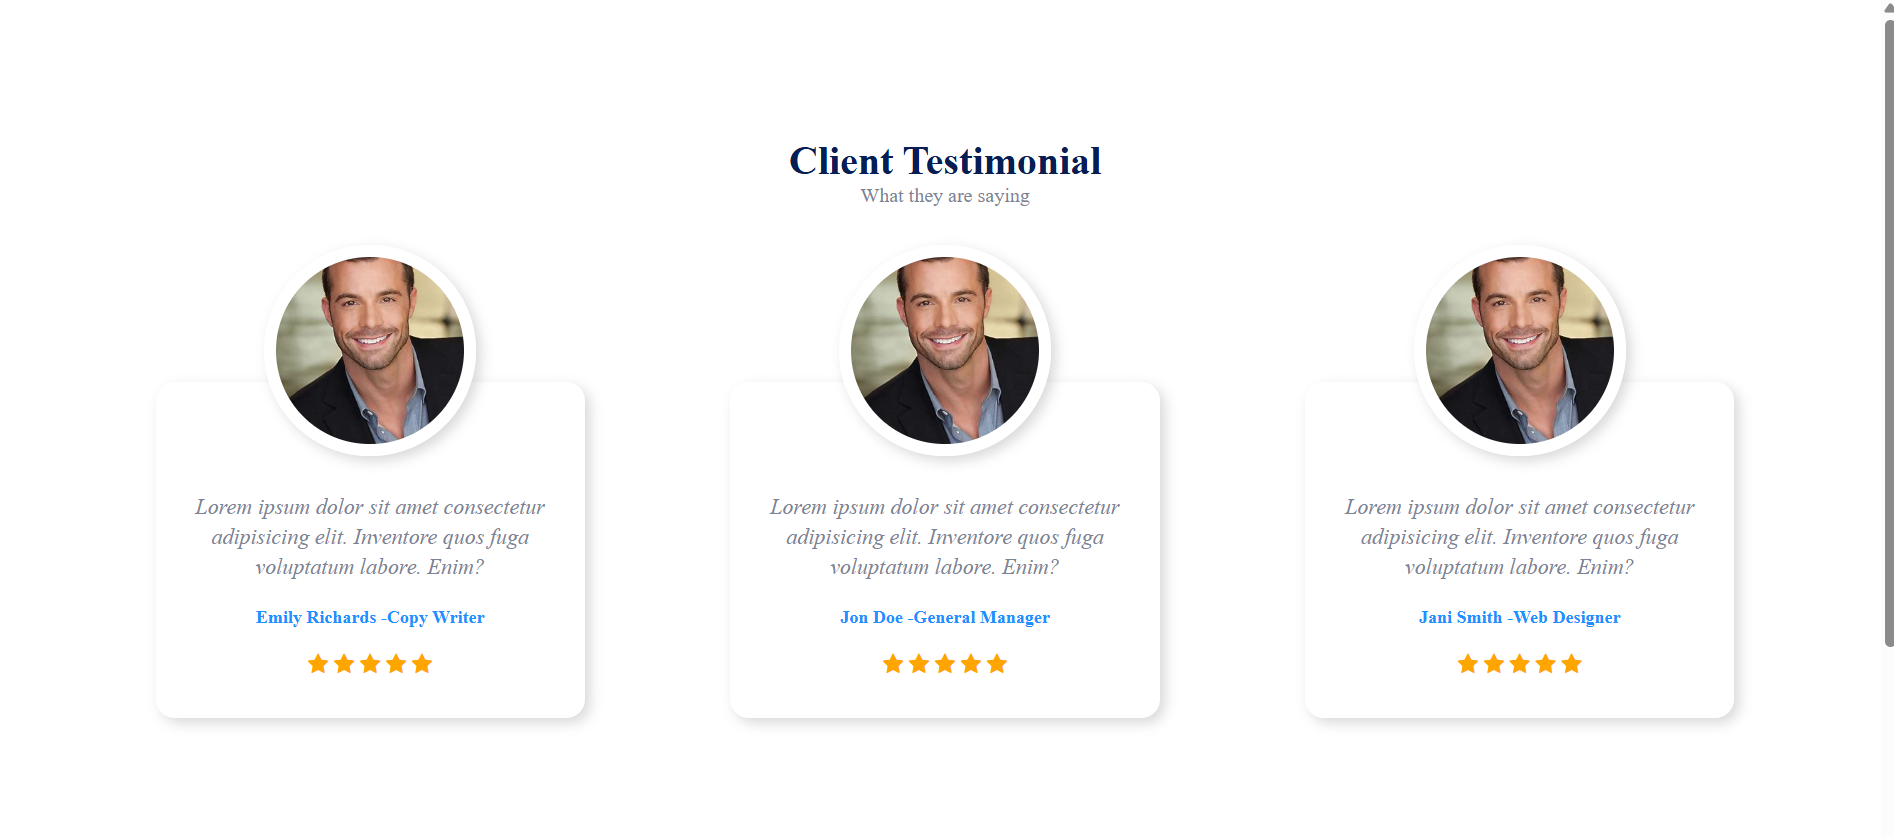 Client Testimonial
What they are saying
Lorem ipsum dolor sit amet consectetur
adipisicing elit. Inventore quos fuga
voluptatum labore. Enim?
Emily Richards -Copy Writer
Lorem ipsum dolor sit amet consectetur
adipisicing elit. Inventore quos fuga
voluptatum labore. Enim?
Jon Doe -General Manager
Lorem ipsum dolor sit amet consectetur
adipisicing elit. Inventore quos fuga
voluptatum labore. Enim?
Jani Smith -Web Designer